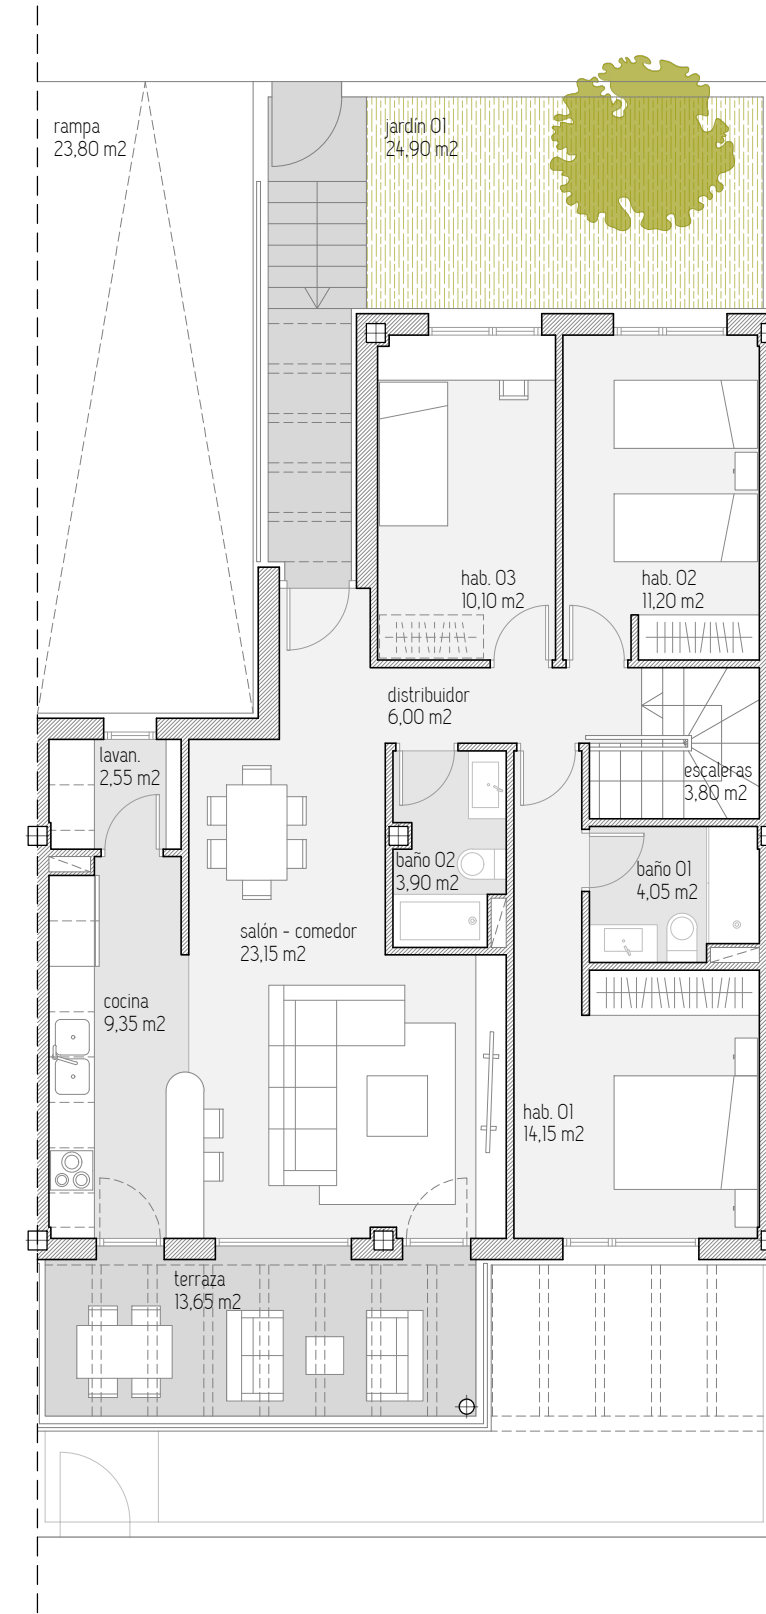 rampa
23,80 m2
jardín 01
24,90 m2
hab. 03
10,10 m2
hab. 02
11,20 m2
distribuidor
6,00 m2
lavan.
2,55 m2
escaleras
3,80 m2
baño 02
3,90 m2
baño 01
4,05 m2
salón - comedor
23,15 m2
cocina
9,35 m2
hab. 01
14,15 m2
terraza
13,65 m2